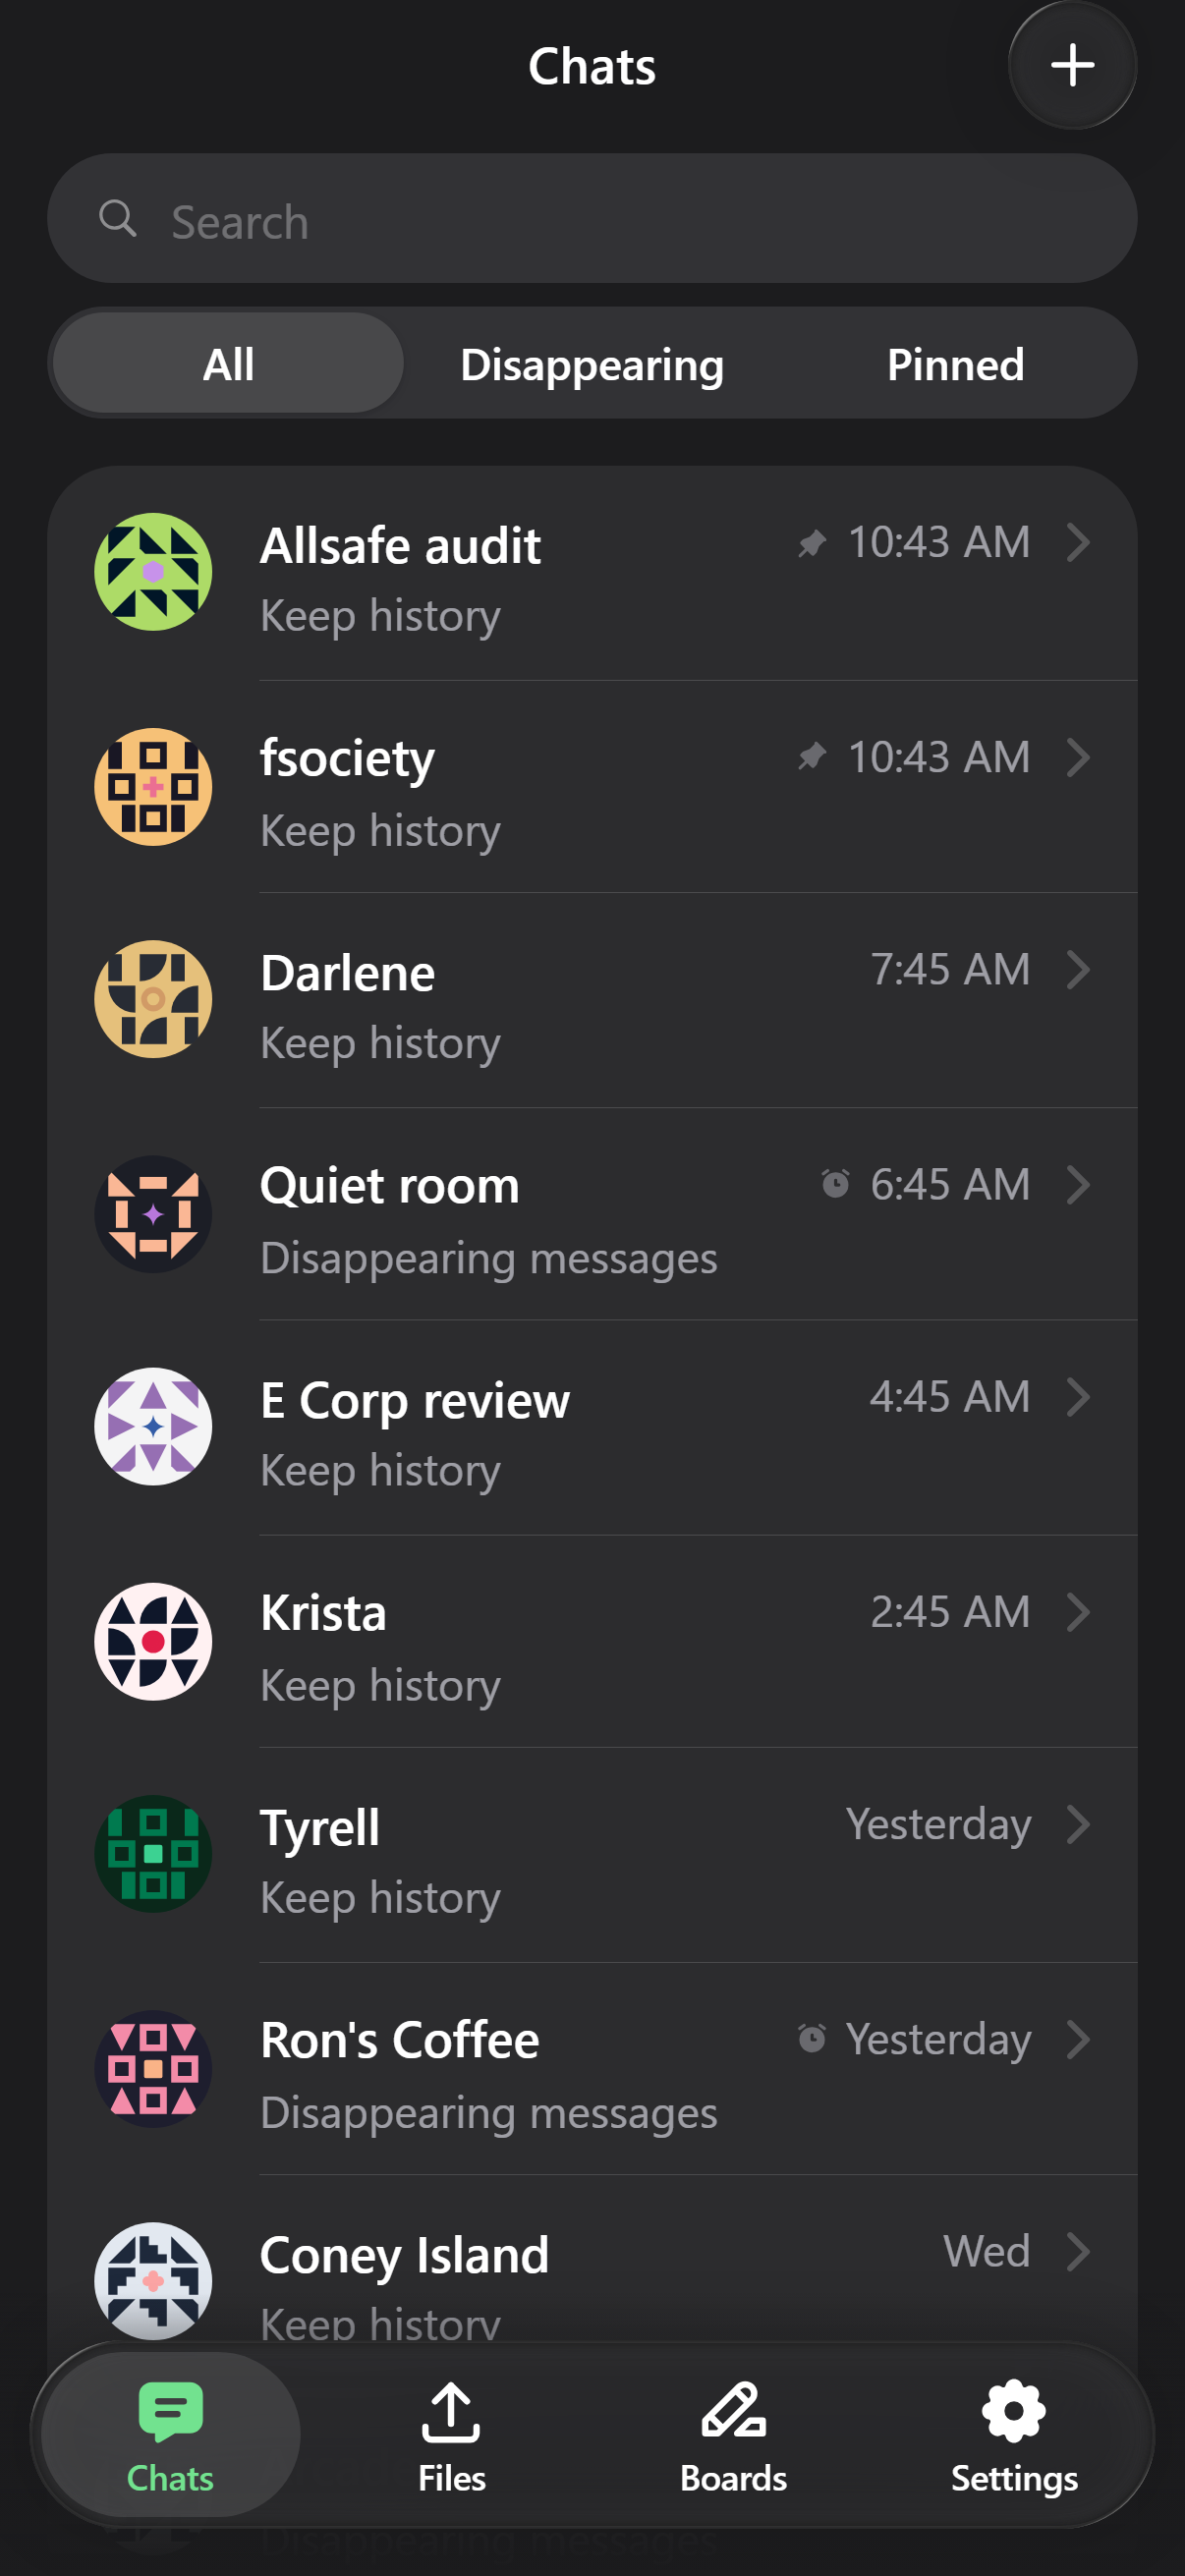 Chats
Search
All Disappearing Pinned
Allsafe audit 10:43 AM
Keep history
fsociety 10:43 AM
Keep history
Darlene 7:45 AM
Keep history
Quiet room 6:45 AM
Disappearing messages
E Corp review 4:45 AM
Keep history
Krista 2:45 AM
Keep history
Tyrell Yesterday
Keep history
Ron's Coffee Yesterday
Disappearing messages
Coney Island Wed
Keep history
Chats Files Boards Settings
Disappearing messages